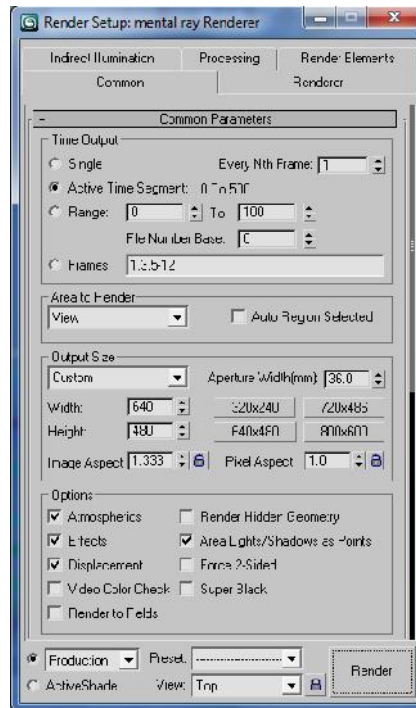 Render Setup: mental ray Renderer
Indirect Illumination Processing Render Elements
Common Renderer
- Common Parameters
Time Output
Single Every Nth Frame: 1
Active Time Segment: 0 To 500
Range: 0 To 100
File Number Base: 0
Frames 1,3,5-12
Area to Render
View Auto Region Selected
Output Size
Custom Aperture Width(mm): 36.0
Width: 640 320x240 720x486
Height: 480 640x480 800x600
Image Aspect 1.333 Pixel Aspect 1.0
Options
Atmospherics Render Hidden Geometry
Effects Area Lights/Shadows as Points
Displacement Force 2-Sided
Video Color Check Super Black
Render to Fields
Production Preset: --------------------
ActiveShade View: Top Render